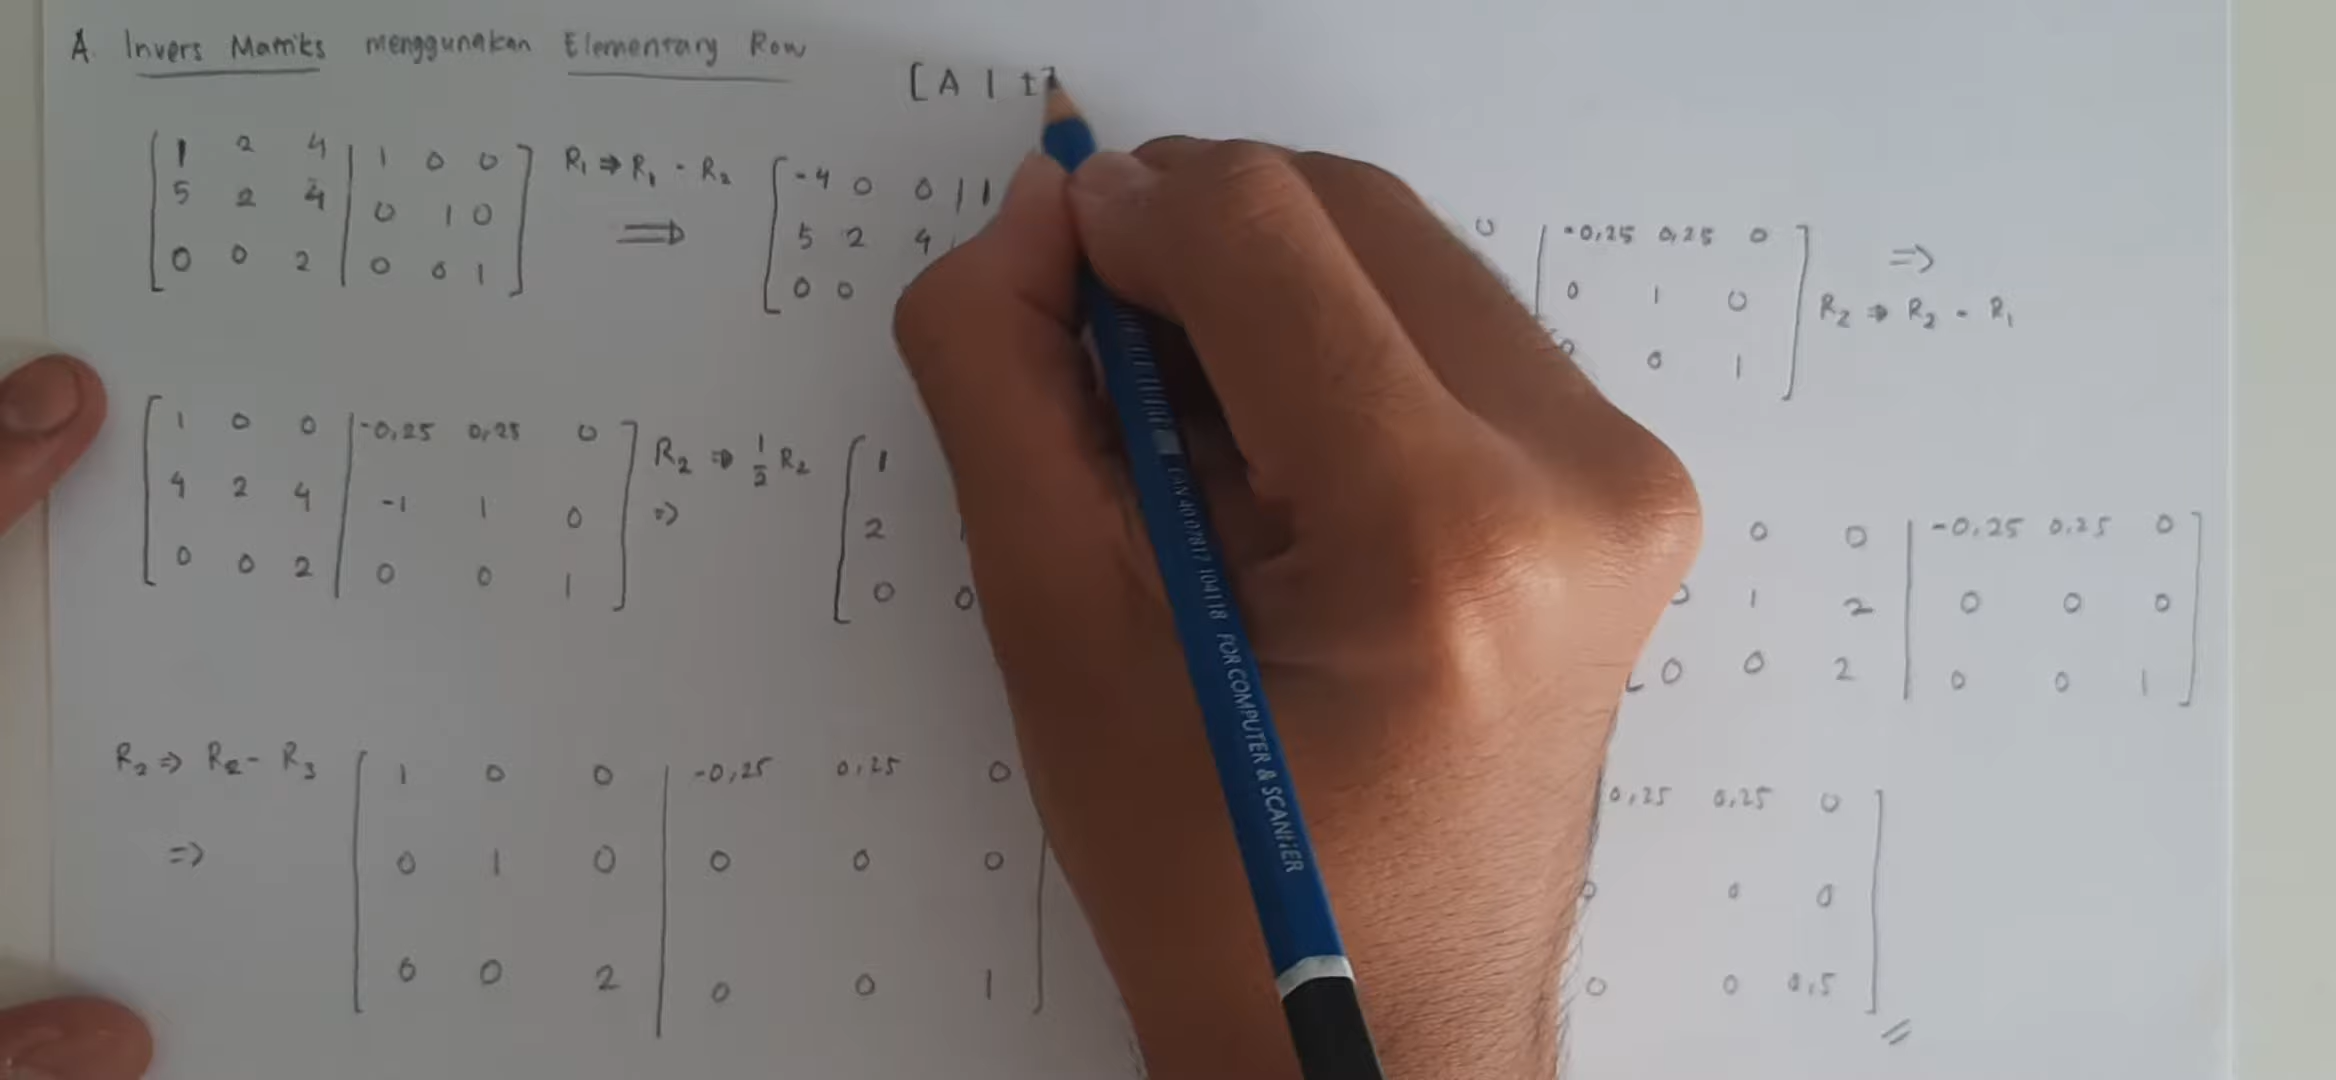 A. Invers Matriks menggunakan Elementary Row
[A | I]
1 2 4 | 1 0 0
5 2 4 | 0 1 0
0 0 2 | 0 0 1
R1 ⇒ R1 - R2
⇒
-4 0 0 | 1
5 2 4
0 0
0 | -0,25 0,25 0
0 1 0
0 0 1
⇒
R2 ⇒ R2 - R1
1 0 0 | -0,25 0,25 0
4 2 4 | -1 1 0
0 0 2 | 0 0 1
R2 ⇒ 1/2 R2
⇒
1
2
0 0
0 0 | -0.25 0.25 0
0 1 2 | 0 0 0
0 0 2 | 0 0 1
R2 ⇒ R2 - R3
⇒
1 0 0 | -0,25 0,25 0
0 1 0 | 0 0 0
0 0 2 | 0 0 1
0,25 0,25 0
0 0 0
0 0 0,5
FOR COMPUTER & SCANNER